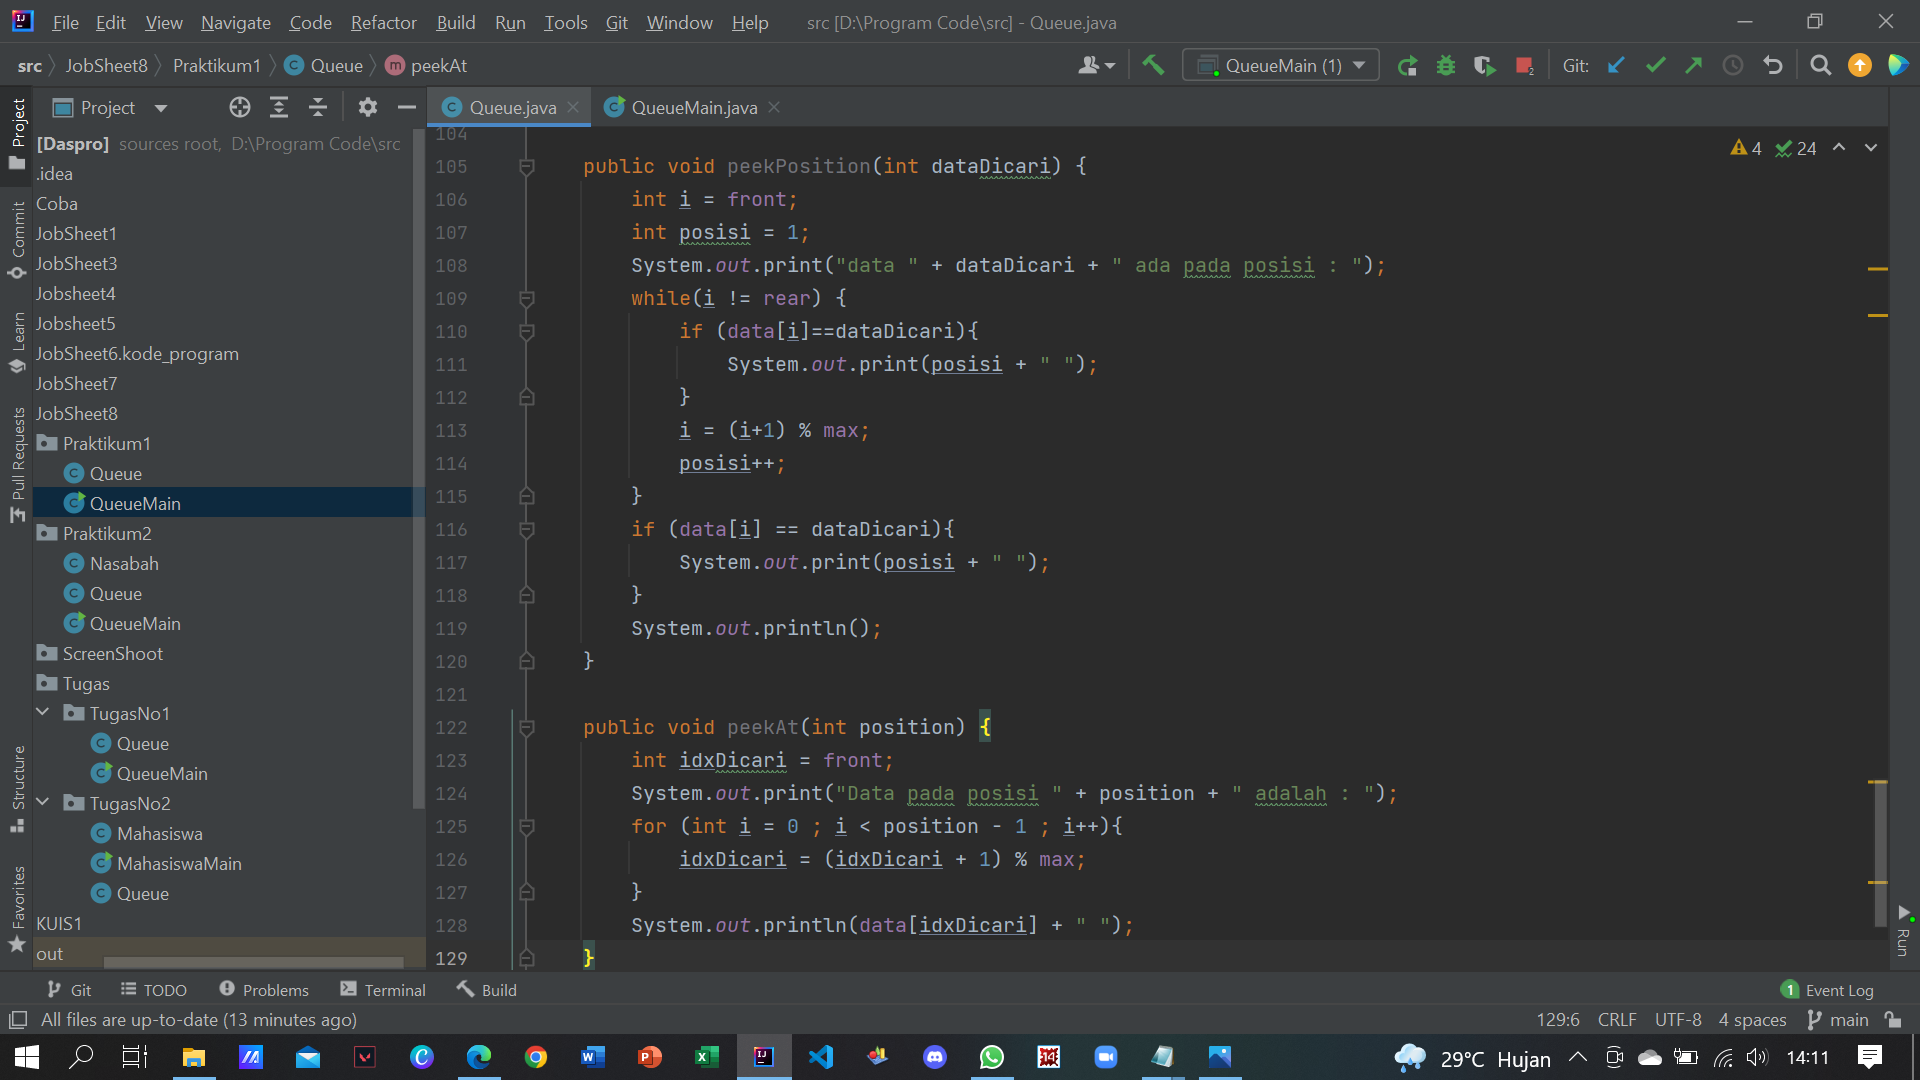 File Edit View Navigate Code Refactor Build Run Tools Git Window Help src [D:\Program Code\src] - Queue.java
src JobSheet8 Praktikum1 Queue peekAt QueueMain (1) Git:
Project Queue.java QueueMain.java
Project
Commit
Learn
Pull Requests
Structure
Favorites
[Daspro] sources root, D:\Program Code\src
.idea
Coba
JobSheet1
JobSheet3
Jobsheet4
Jobsheet5
JobSheet6.kode_program
JobSheet7
JobSheet8
Praktikum1
Queue
QueueMain
Praktikum2
Nasabah
Queue
QueueMain
ScreenShoot
Tugas
TugasNo1
Queue
QueueMain
TugasNo2
Mahasiswa
MahasiswaMain
Queue
KUIS1
out
4 24
104
105 public void peekPosition(int dataDicari) {
106 int i = front;
107 int posisi = 1;
108 System.out.print("data " + dataDicari + " ada pada posisi : ");
109 while(i != rear) {
110 if (data[i]==dataDicari){
111 System.out.print(posisi + " ");
112 }
113 i = (i+1) % max;
114 posisi++;
115 }
116 if (data[i] == dataDicari){
117 System.out.print(posisi + " ");
118 }
119 System.out.println();
120 }
121
122 public void peekAt(int position) {
123 int idxDicari = front;
124 System.out.print("Data pada posisi " + position + " adalah : ");
125 for (int i = 0 ; i < position - 1 ; i++){
126 idxDicari = (idxDicari + 1) % max;
127 }
128 System.out.println(data[idxDicari] + " ");
129 }
Run
Git TODO Problems Terminal Build 1 Event Log
All files are up-to-date (13 minutes ago) 129:6 CRLF UTF-8 4 spaces main
29°C Hujan 14:11